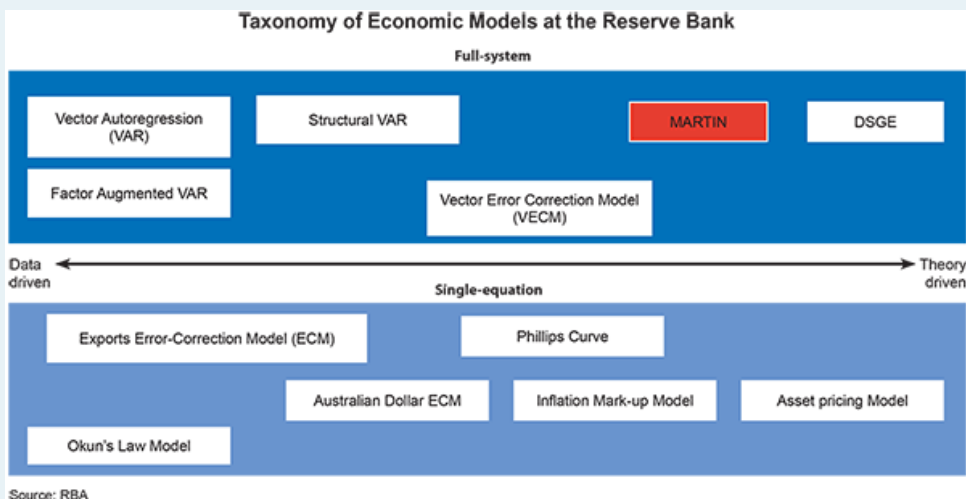 Taxonomy of Economic Models at the Reserve Bank
Full-system
Vector Autoregression
(VAR)
Structural VAR
MARTIN
DSGE
Factor Augmented VAR
Vector Error Correction Model
(VECM)
Data
driven
Theory
driven
Single-equation
Exports Error-Correction Model (ECM)
Phillips Curve
Australian Dollar ECM
Inflation Mark-up Model
Asset pricing Model
Okun's Law Model
Source: RBA